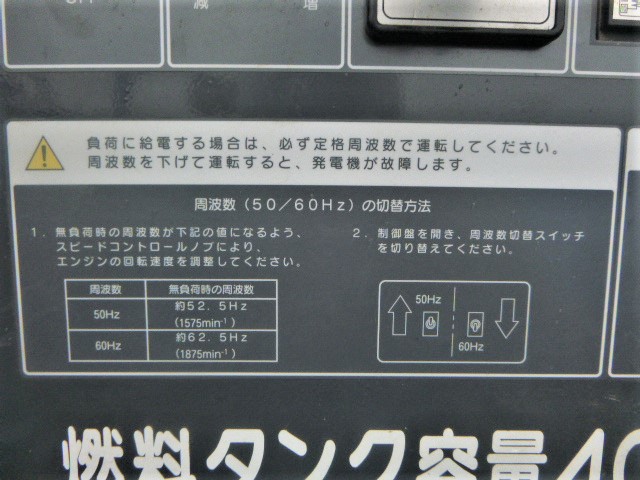 減 増
負荷に給電する場合は、必ず定格周波数で運転してください。
周波数を下げて運転すると、発電機が故障します。
周波数（50／60Hz）の切替方法
1．無負荷時の周波数が下記の値になるよう、
スピードコントロールノブにより、
エンジンの回転速度を調整してください。
周波数 無負荷時の周波数
50Hz 約52．5Hz
(1575min⁻¹)
60Hz 約62．5Hz
(1875min⁻¹)
2．制御盤を開き、周波数切替スイッチ
を切り替えてください。
50Hz
60Hz
燃料タンク容量40